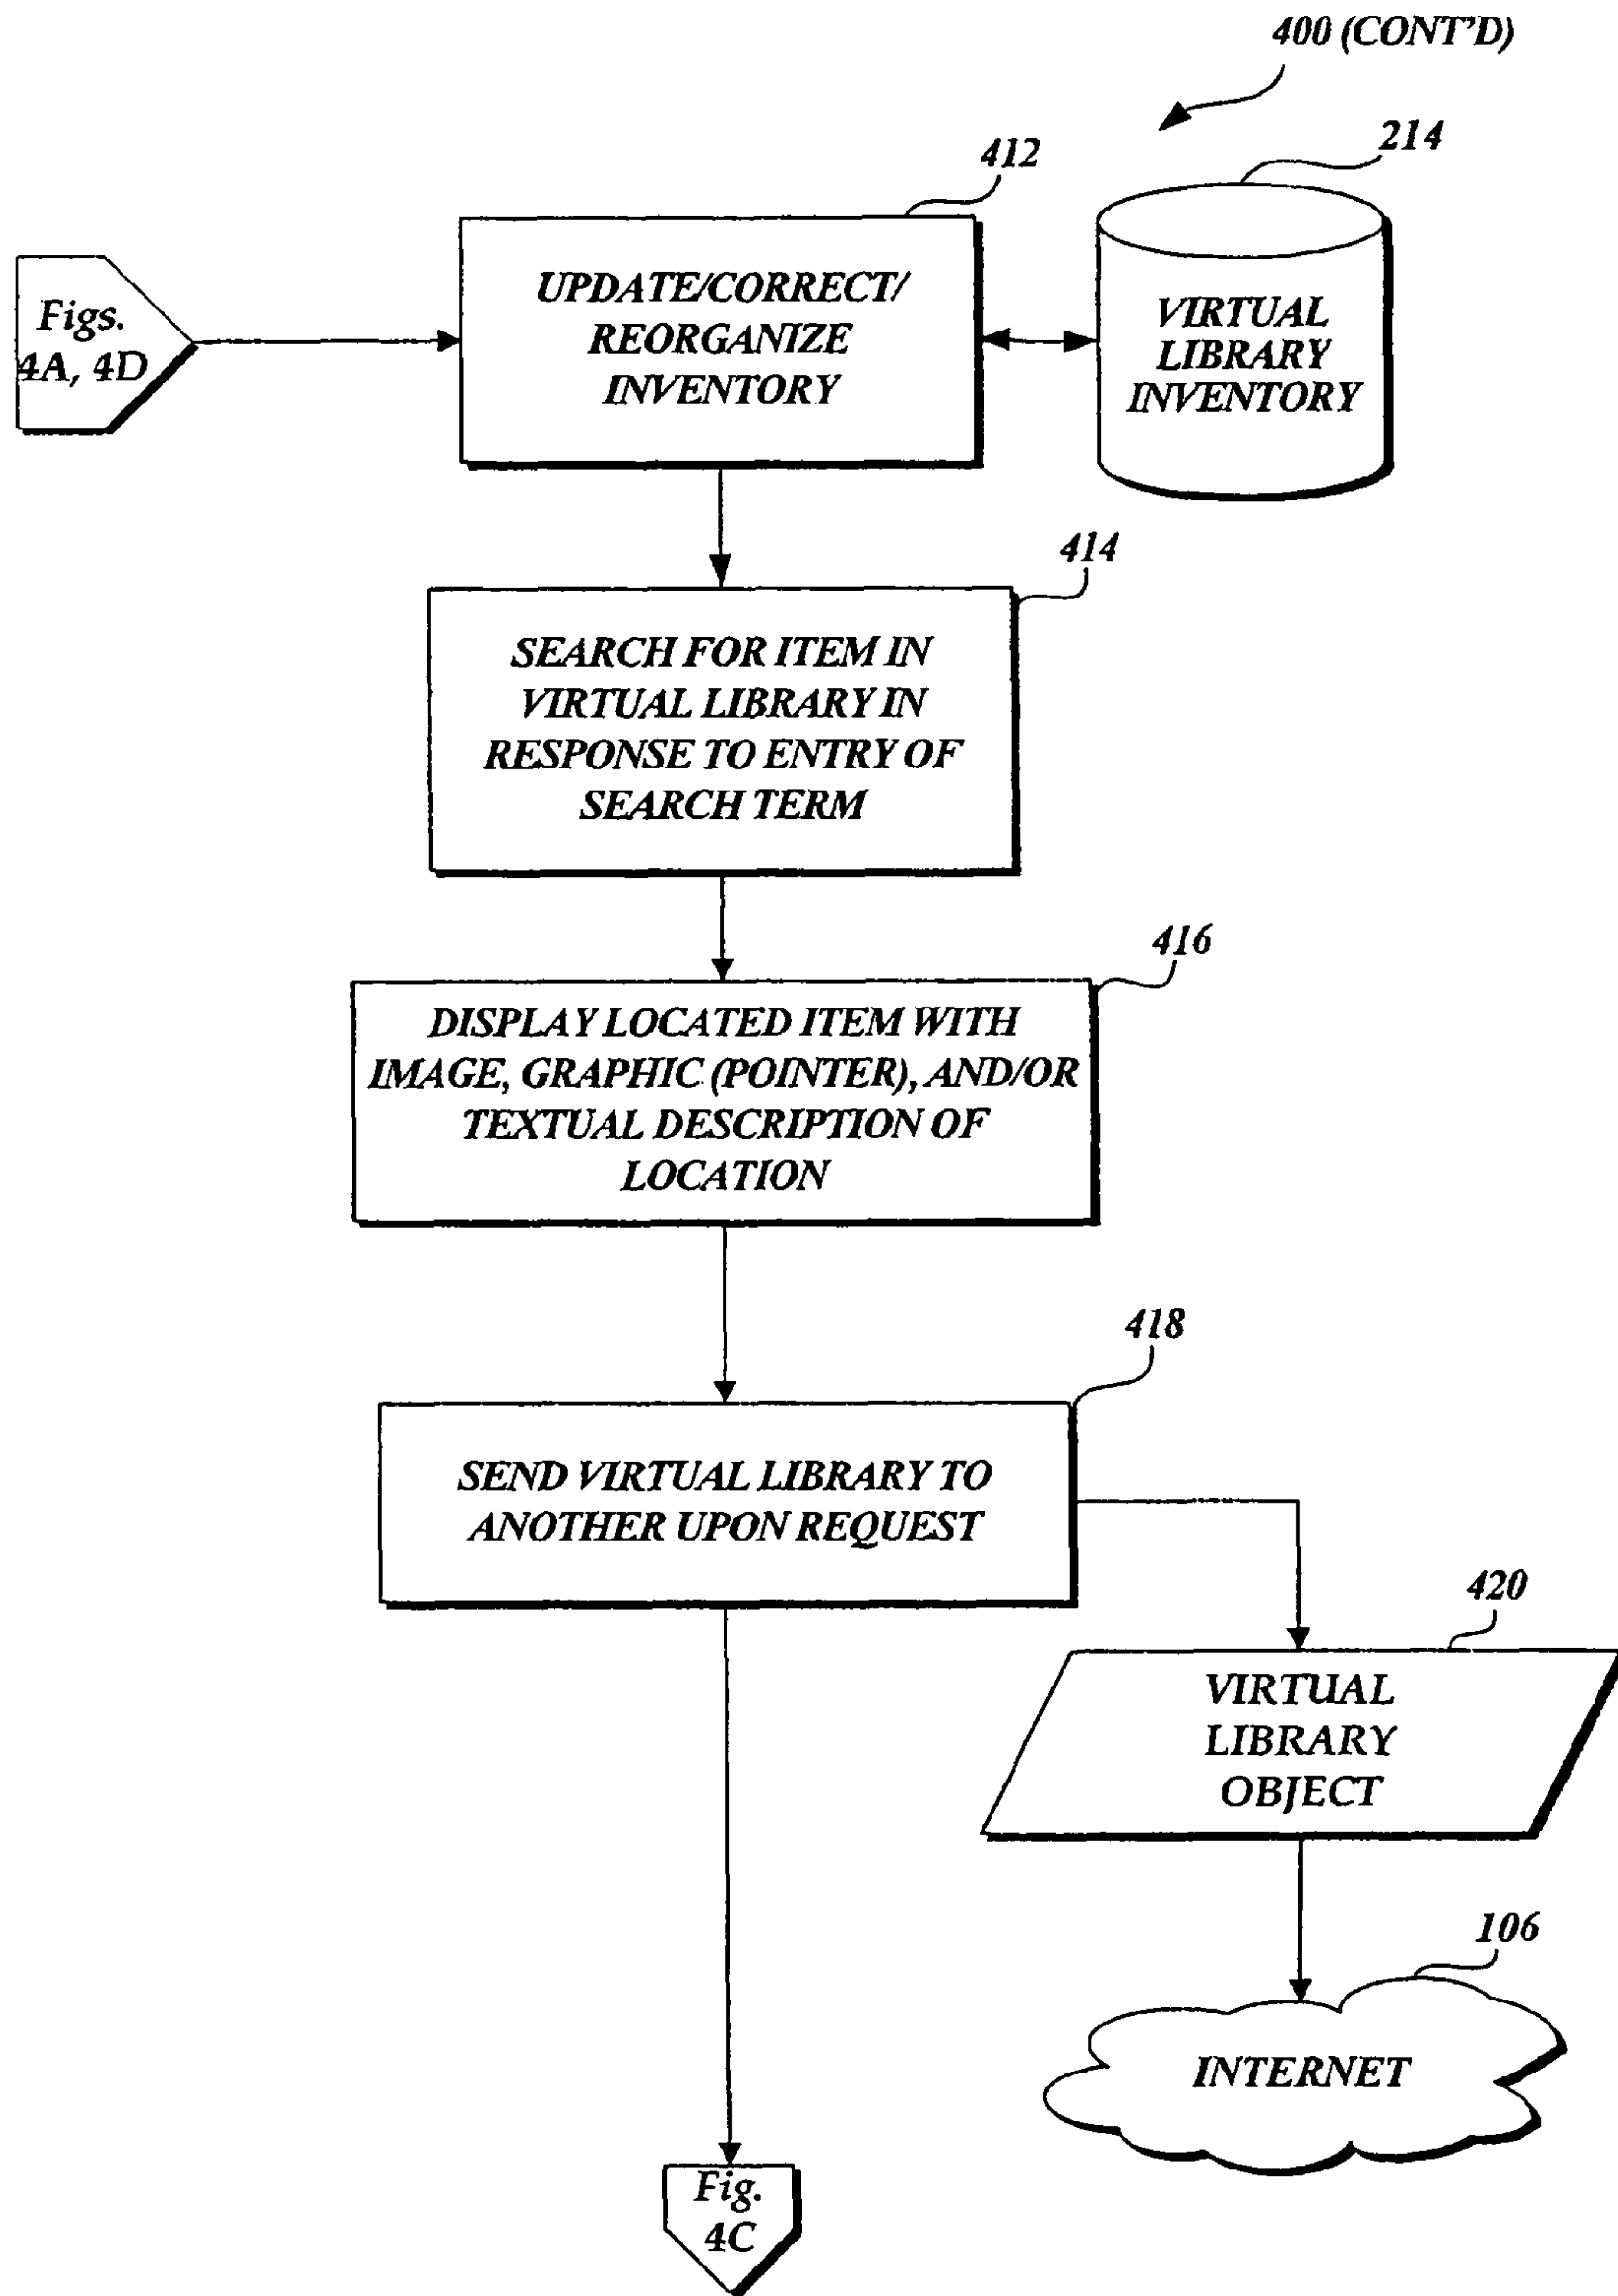 400 (CONT'D)
214
412
Figs.
4A, 4D
UPDATE/CORRECT/
REORGANIZE
INVENTORY
VIRTUAL
LIBRARY
INVENTORY
414
SEARCH FOR ITEM IN
VIRTUAL LIBRARY IN
RESPONSE TO ENTRY OF
SEARCH TERM
416
DISPLAY LOCATED ITEM WITH
IMAGE, GRAPHIC (POINTER), AND/OR
TEXTUAL DESCRIPTION OF
LOCATION
418
SEND VIRTUAL LIBRARY TO
ANOTHER UPON REQUEST
420
VIRTUAL
LIBRARY
OBJECT
106
INTERNET
Fig.
4C